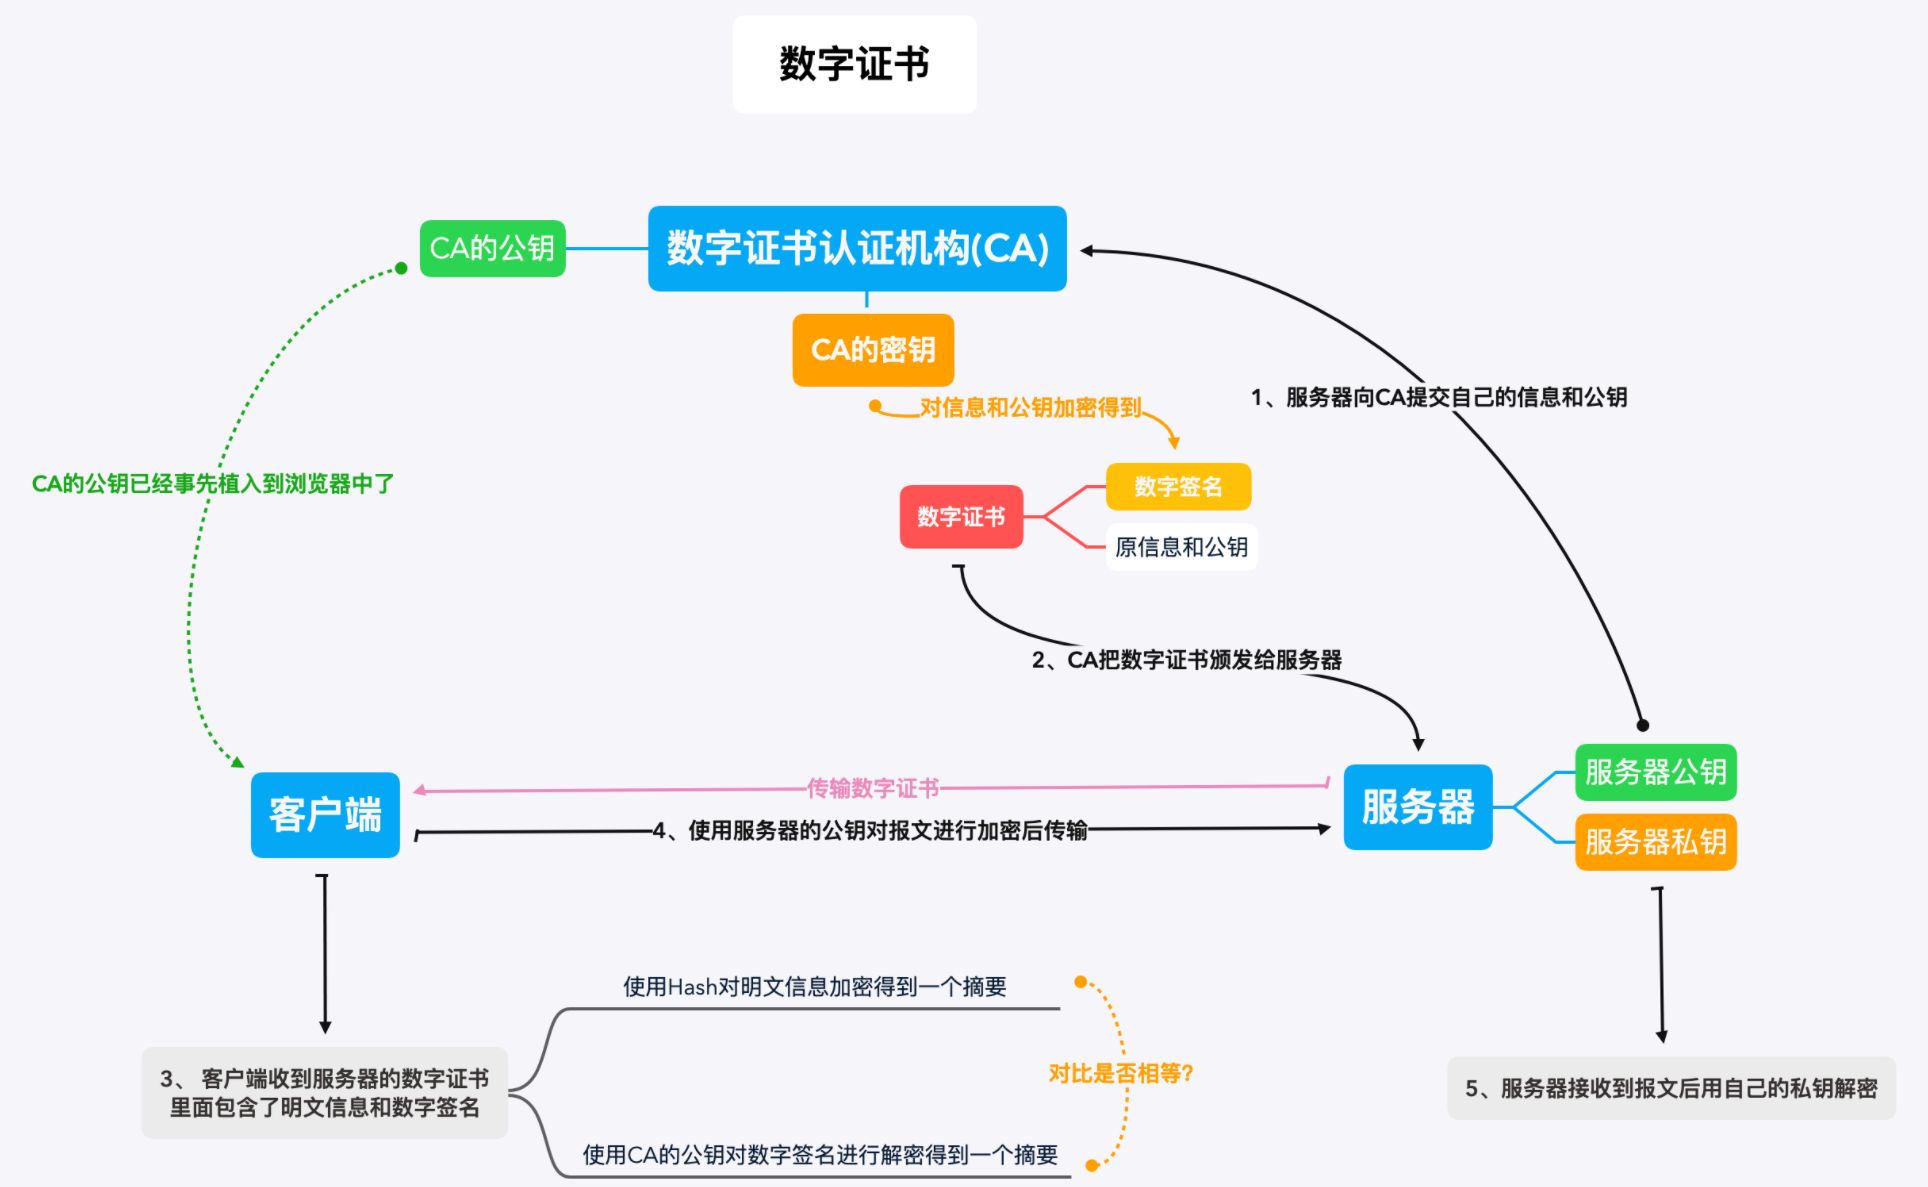 数字证书
CA的公钥
数字证书认证机构(CA)
CA的密钥
对信息和公钥加密得到
1、服务器向CA提交自己的信息和公钥
CA的公钥已经事先植入到浏览器中了
数字证书
数字签名
原信息和公钥
2、CA把数字证书颁发给服务器
客户端
传输数字证书
4、使用服务器的公钥对报文进行加密后传输
服务器
服务器公钥
服务器私钥
使用Hash对明文信息加密得到一个摘要
对比是否相等?
3、 客户端收到服务器的数字证书
里面包含了明文信息和数字签名
使用CA的公钥对数字签名进行解密得到一个摘要
5、服务器接收到报文后用自己的私钥解密